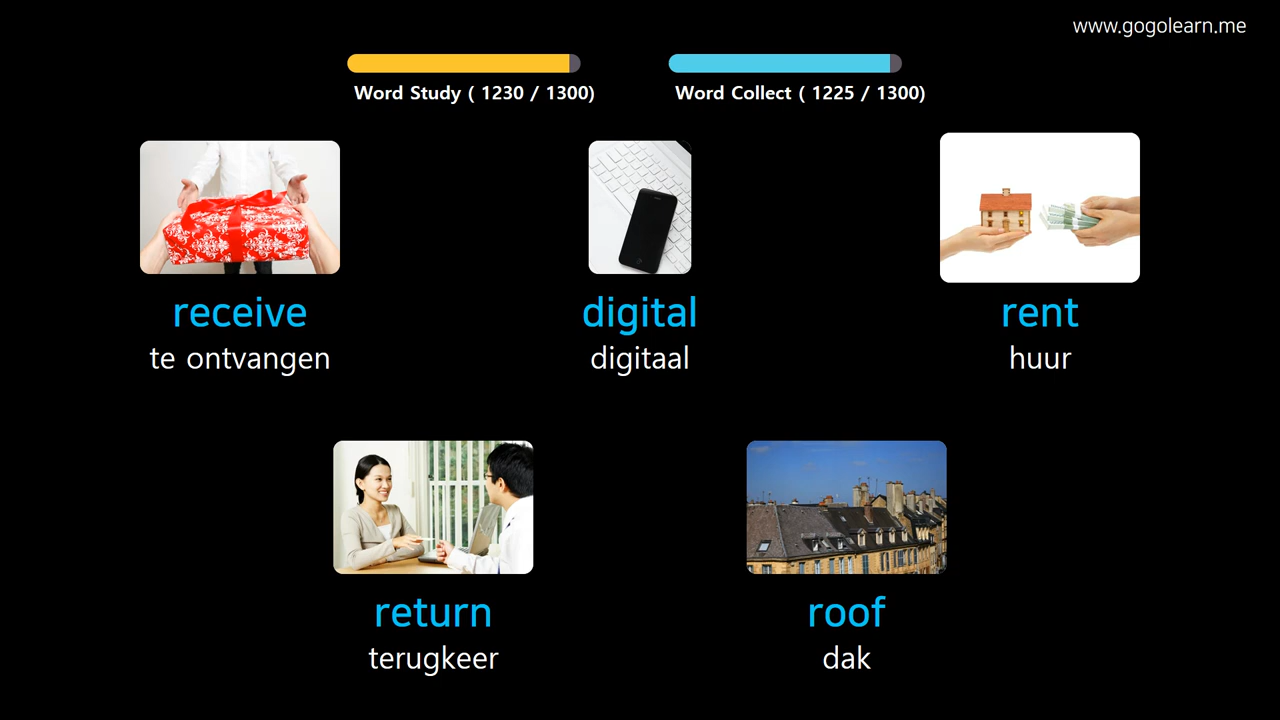 www.gogolearn.me
Word Study ( 1230 / 1300)
Word Collect ( 1225 / 1300)
receive
te ontvangen
digital
digitaal
rent
huur
return
terugkeer
roof
dak